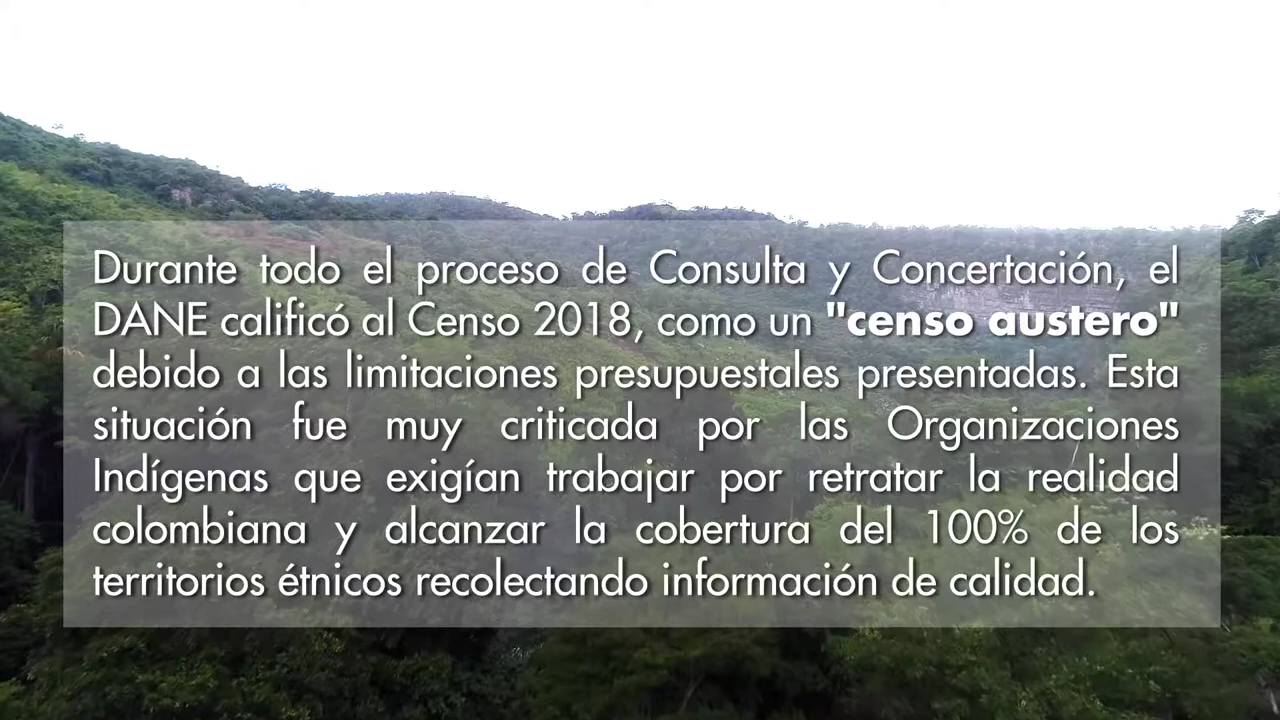 Durante todo el proceso de Consulta y Concertación, el
DANE calificó al Censo 2018, como un "censo austero"
debido a las limitaciones presupuestales presentadas. Esta
situación fue muy criticada por las Organizaciones
Indígenas que exigían trabajar por retratar la realidad
colombiana y alcanzar la cobertura del 100% de los
territorios étnicos recolectando información de calidad.